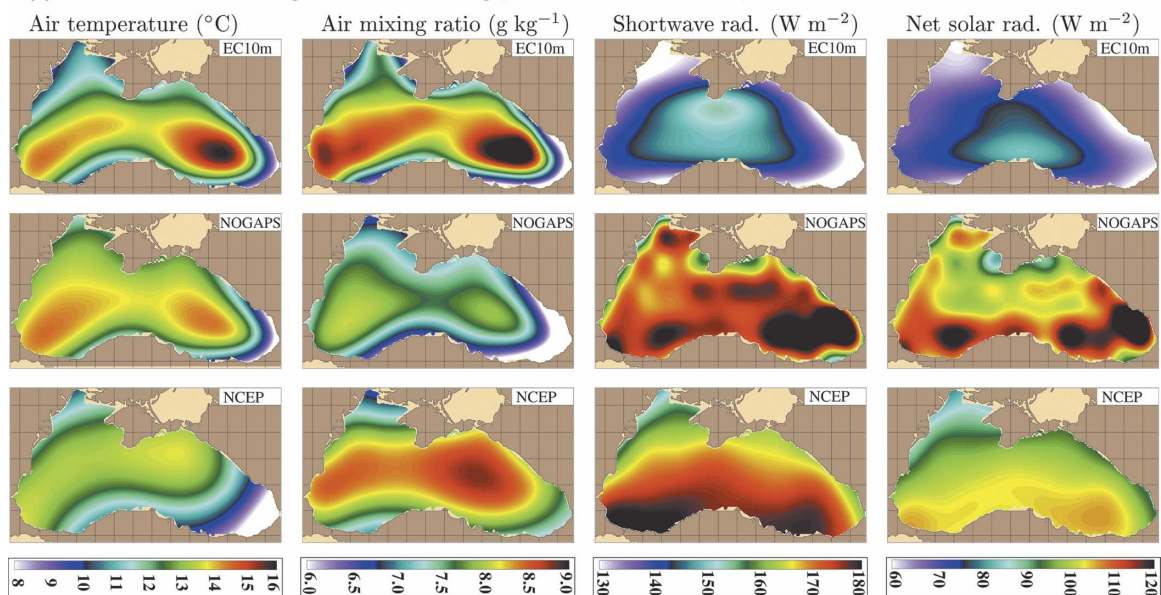 Air temperature (°C) Air mixing ratio (g kg⁻¹) Shortwave rad. (W m⁻²) Net solar rad. (W m⁻²)
EC10m EC10m EC10m EC10m
NOGAPS NOGAPS NOGAPS NOGAPS
NCEP NCEP NCEP NCEP
8 9 10 11 12 13 14 15 16 6.0 6.5 7.0 7.5 8.0 8.5 9.0 130 140 150 160 170 180 60 70 80 90 100 110 120